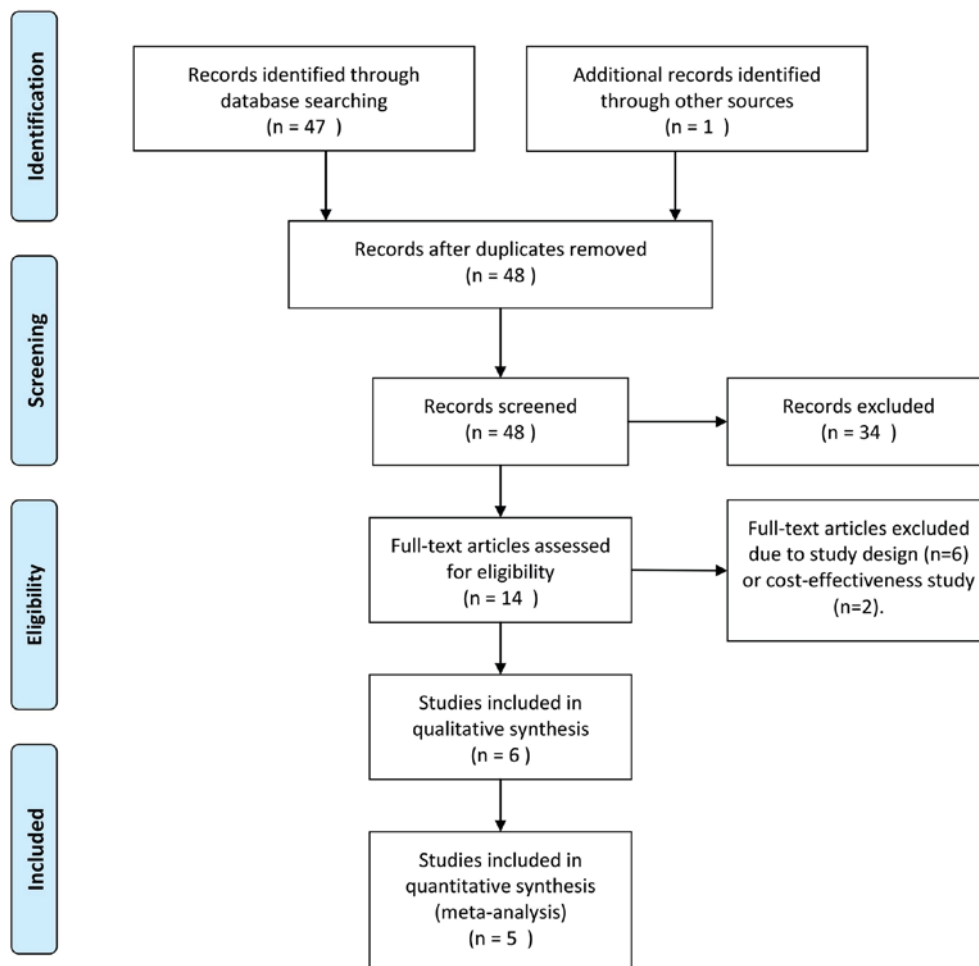 Identification
Records identified through
database searching
(n = 47 )
Additional records identified
through other sources
(n = 1 )
Records after duplicates removed
(n = 48 )
Screening
Records screened
(n = 48 )
Records excluded
(n = 34 )
Eligibility
Full-text articles assessed
for eligibility
(n = 14 )
Full-text articles excluded
due to study design (n=6)
or cost-effectiveness study
(n=2).
Studies included in
qualitative synthesis
(n = 6 )
Included
Studies included in
quantitative synthesis
(meta-analysis)
(n = 5 )